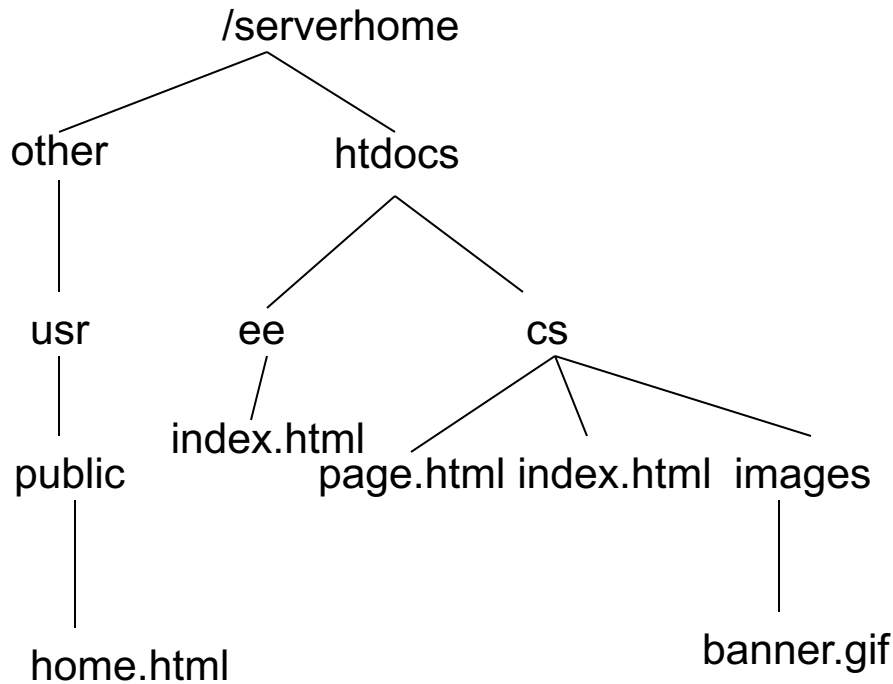 /serverhome
other
htdocs
usr
ee
cs
index.html
public
page.html
index.html
images
home.html
banner.gif